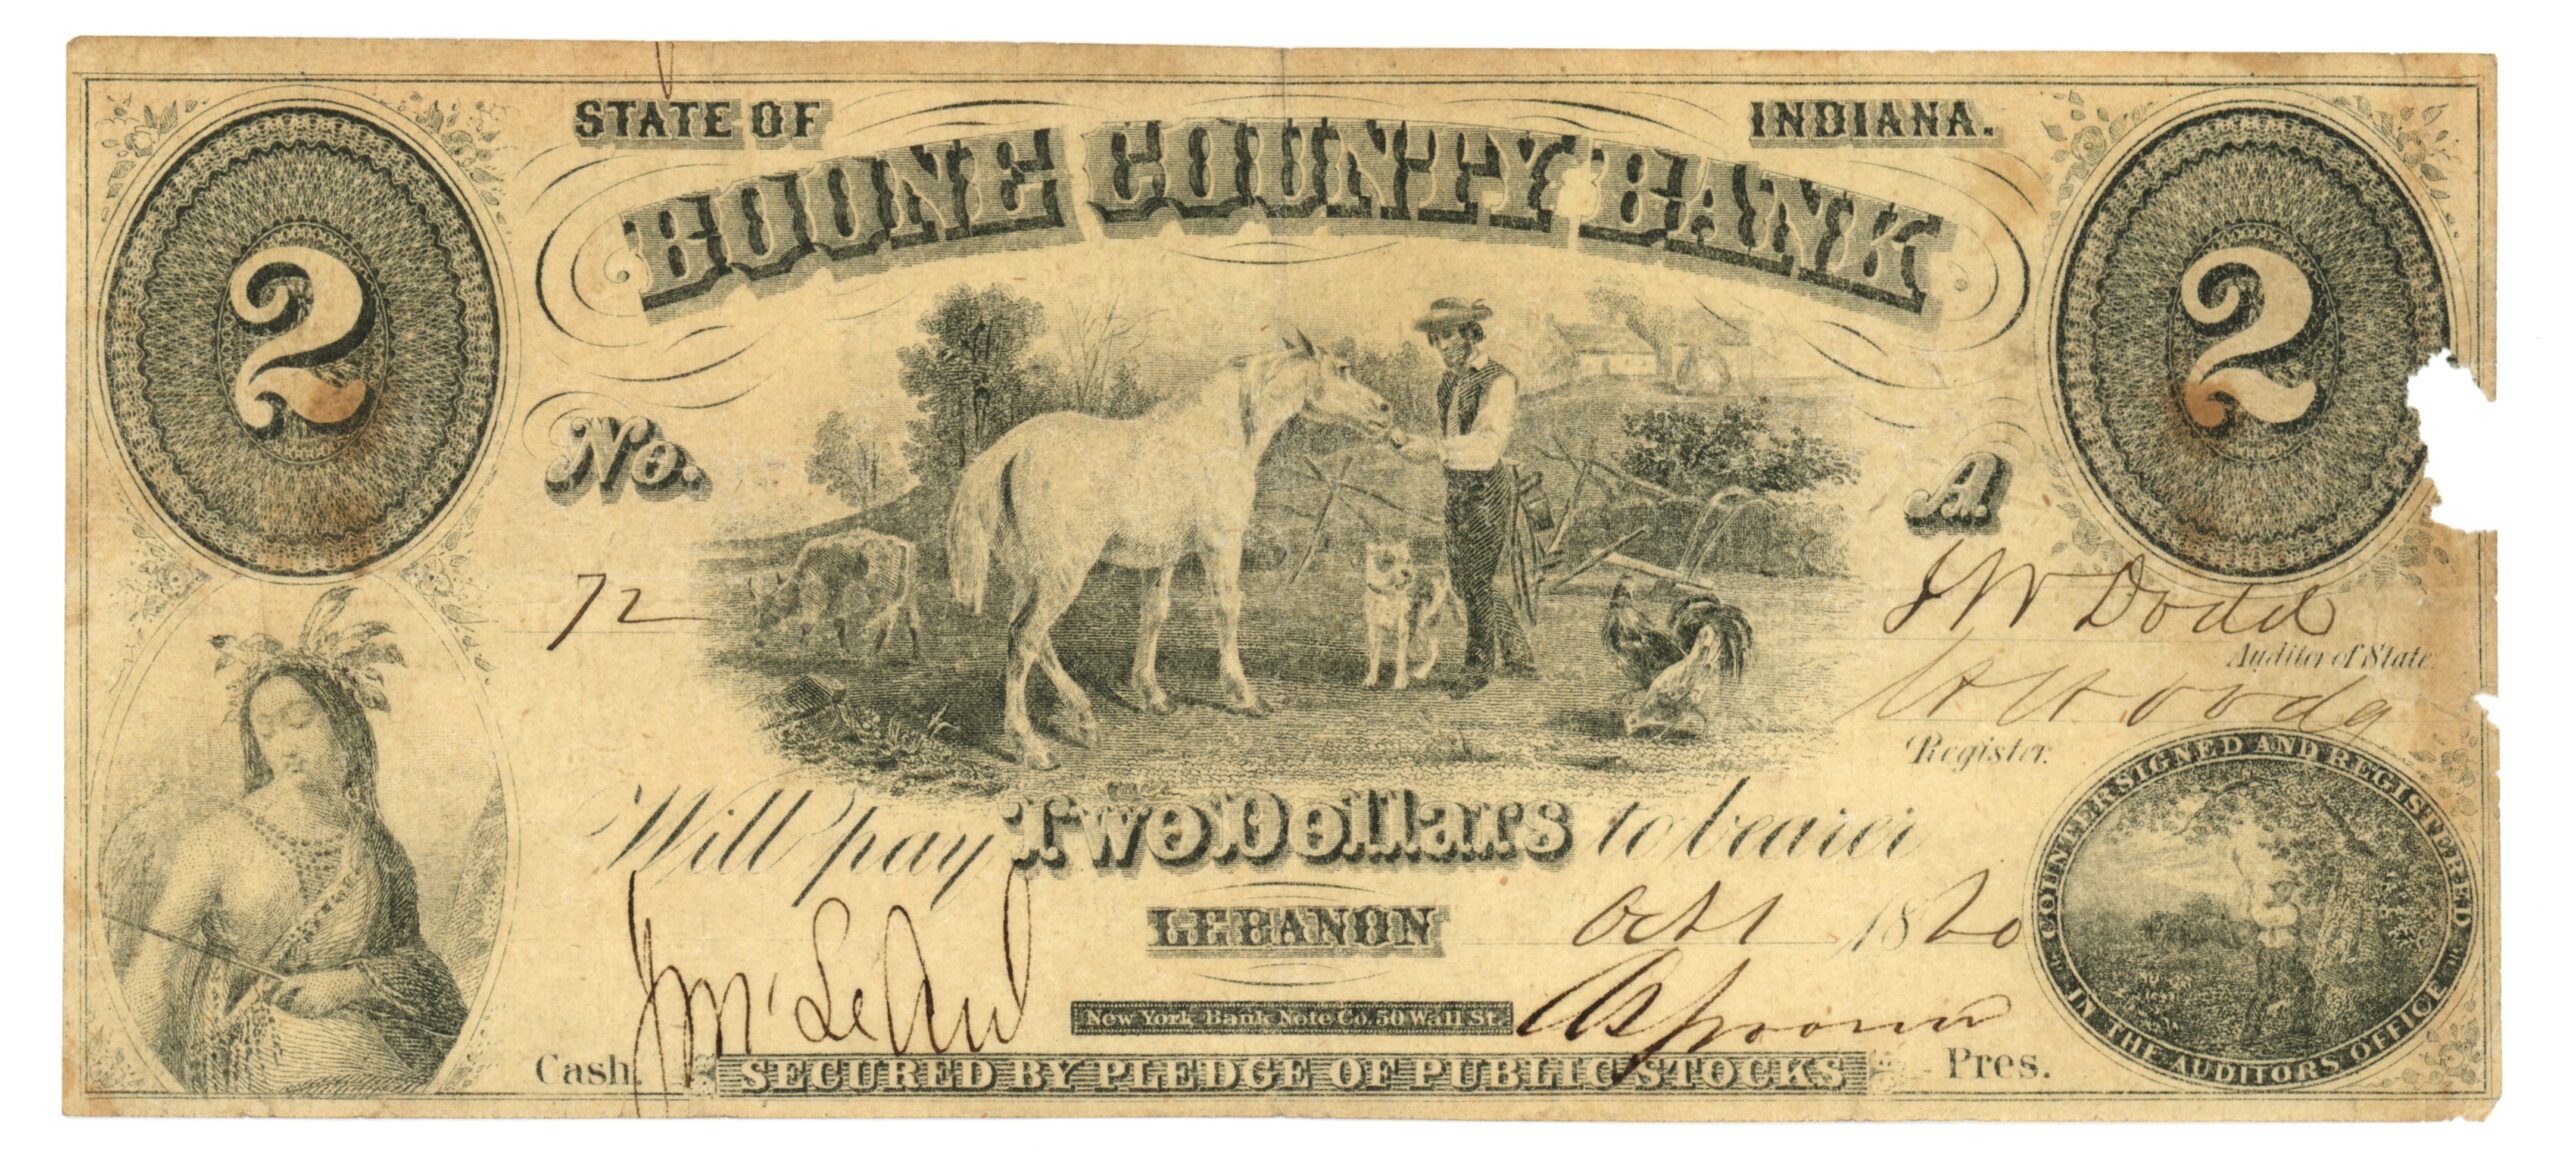 STATE OF INDIANA.
BOONE COUNTY BANK
2
2
No. 72
A.
J W Dodd
Auditor of State.
Register.
Will pay Two Dollars to bearer
LEBANON Oct 1 1860
New York Bank Note Co. 50 Wall St.
Cash.
Pres.
SECURED BY PLEDGE OF PUBLIC STOCKS
COUNTERSIGNED AND REGISTERED
IN THE AUDITORS OFFICE